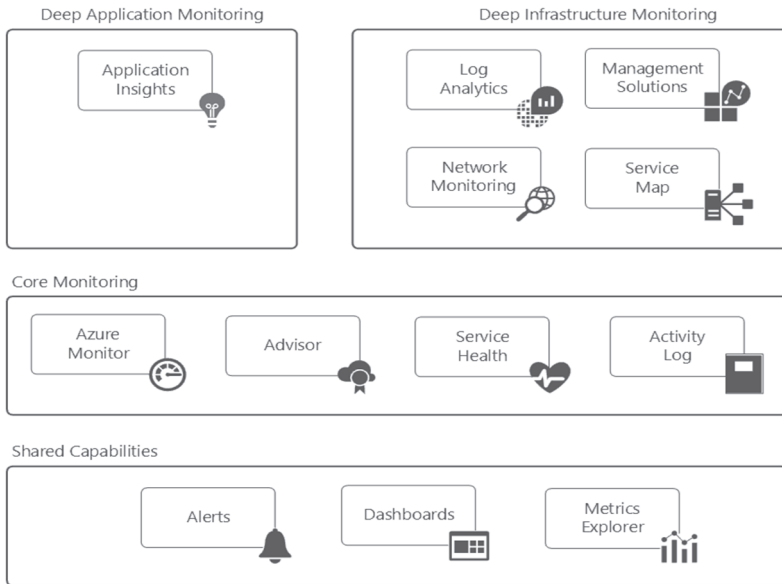 Deep Application Monitoring
Application
Insights
Deep Infrastructure Monitoring
Log
Analytics
Management
Solutions
Network
Monitoring
Service
Map
Core Monitoring
Azure
Monitor
Advisor
Service
Health
Activity
Log
Shared Capabilities
Alerts
Dashboards
Metrics
Explorer